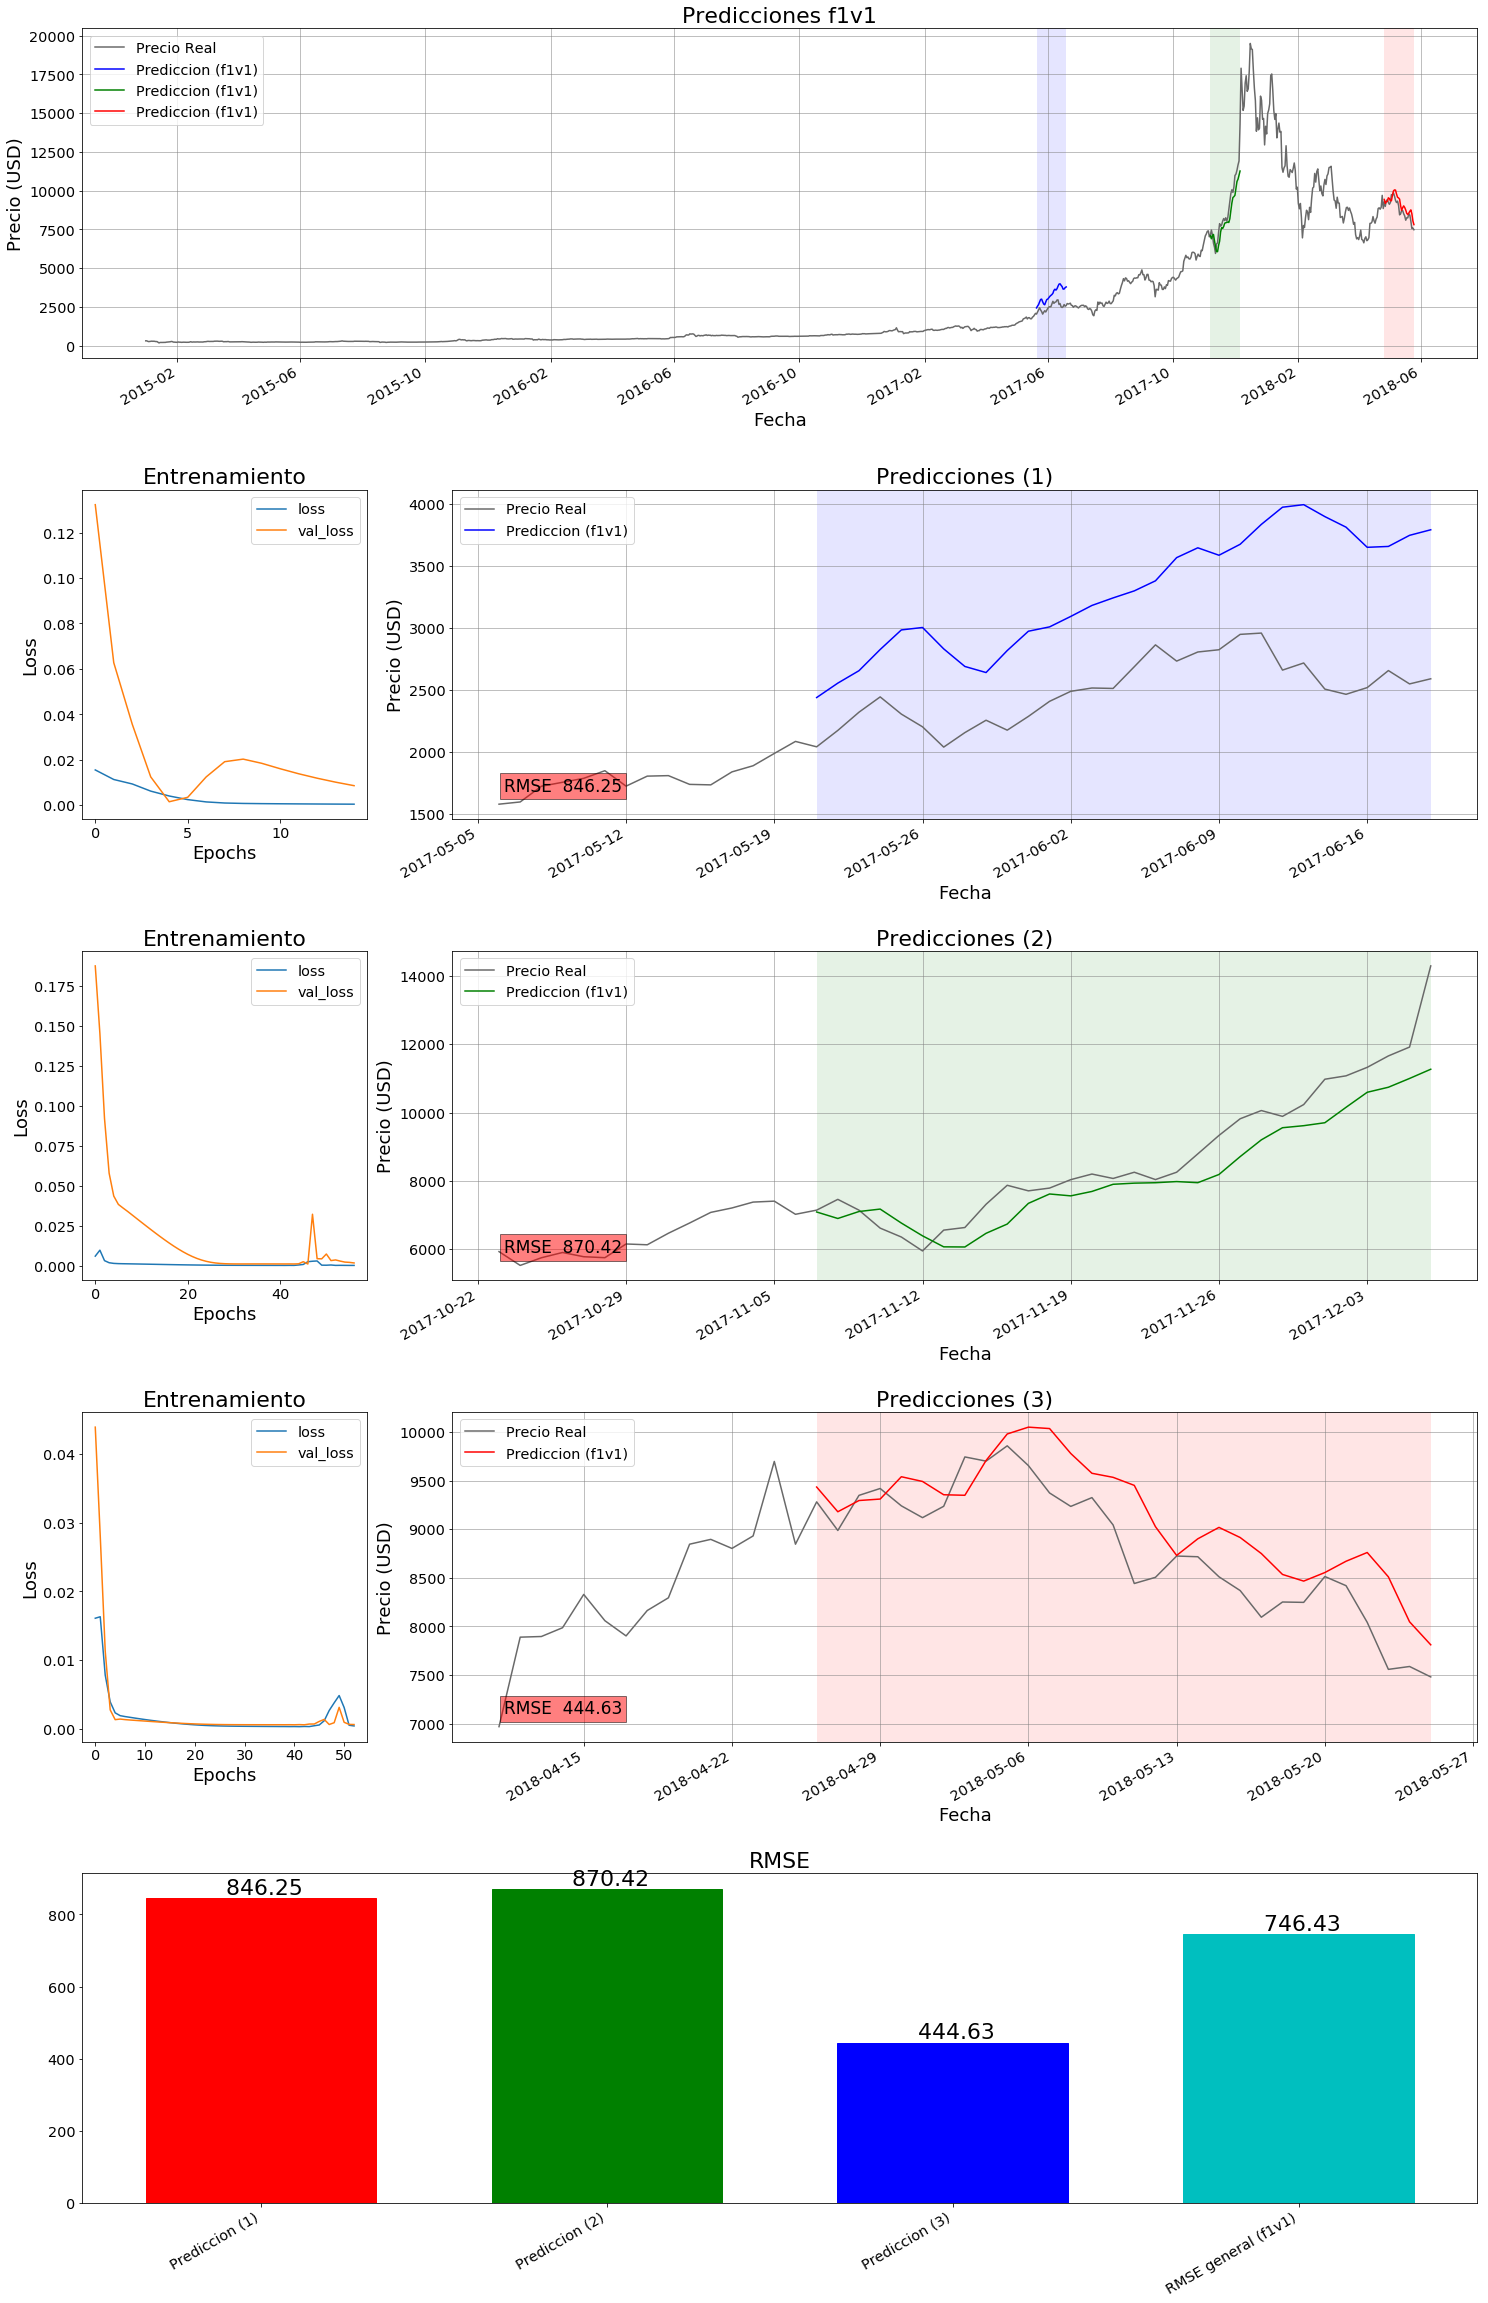 Predicciones f1v1
Precio (USD)
20000
17500
15000
12500
10000
7500
5000
2500
0
Precio Real
Prediccion (f1v1)
Prediccion (f1v1)
Prediccion (f1v1)
2015-02
2015-06
2015-10
2016-02
2016-06
2016-10
2017-02
2017-06
2017-10
2018-02
2018-06
Fecha
Entrenamiento
Loss
0.12
0.10
0.08
0.06
0.04
0.02
0.00
loss
val_loss
0
5
10
Epochs
Predicciones (1)
Precio (USD)
4000
3500
3000
2500
2000
1500
Precio Real
Prediccion (f1v1)
RMSE 846.25
2017-05-05
2017-05-12
2017-05-19
2017-05-26
2017-06-02
2017-06-09
2017-06-16
Fecha
Entrenamiento
Loss
0.175
0.150
0.125
0.100
0.075
0.050
0.025
0.000
loss
val_loss
0
20
40
Epochs
Predicciones (2)
Precio (USD)
14000
12000
10000
8000
6000
Precio Real
Prediccion (f1v1)
RMSE 870.42
2017-10-22
2017-10-29
2017-11-05
2017-11-12
2017-11-19
2017-11-26
2017-12-03
Fecha
Entrenamiento
Loss
0.04
0.03
0.02
0.01
0.00
loss
val_loss
0
10
20
30
40
50
Epochs
Predicciones (3)
Precio (USD)
10000
9500
9000
8500
8000
7500
7000
Precio Real
Prediccion (f1v1)
RMSE 444.63
2018-04-15
2018-04-22
2018-04-29
2018-05-06
2018-05-13
2018-05-20
2018-05-27
Fecha
RMSE
800
600
400
200
0
846.25
870.42
444.63
746.43
Prediccion (1)
Prediccion (2)
Prediccion (3)
RMSE general (f1v1)